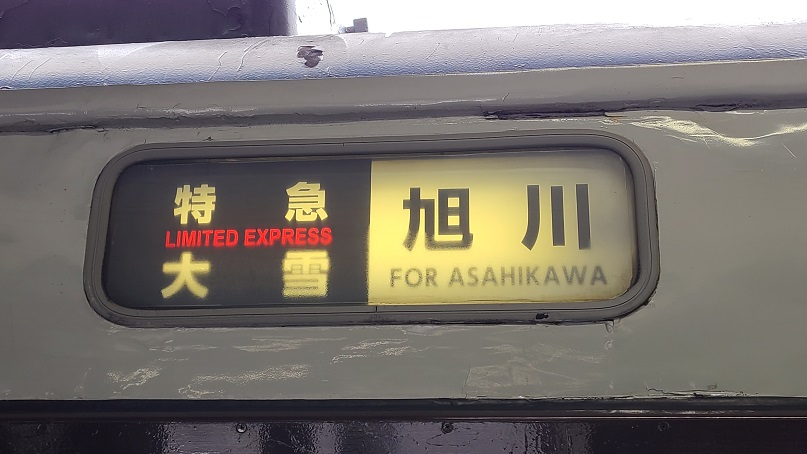 特急
LIMITED EXPRESS
大雪
旭川
FOR ASAHIKAWA